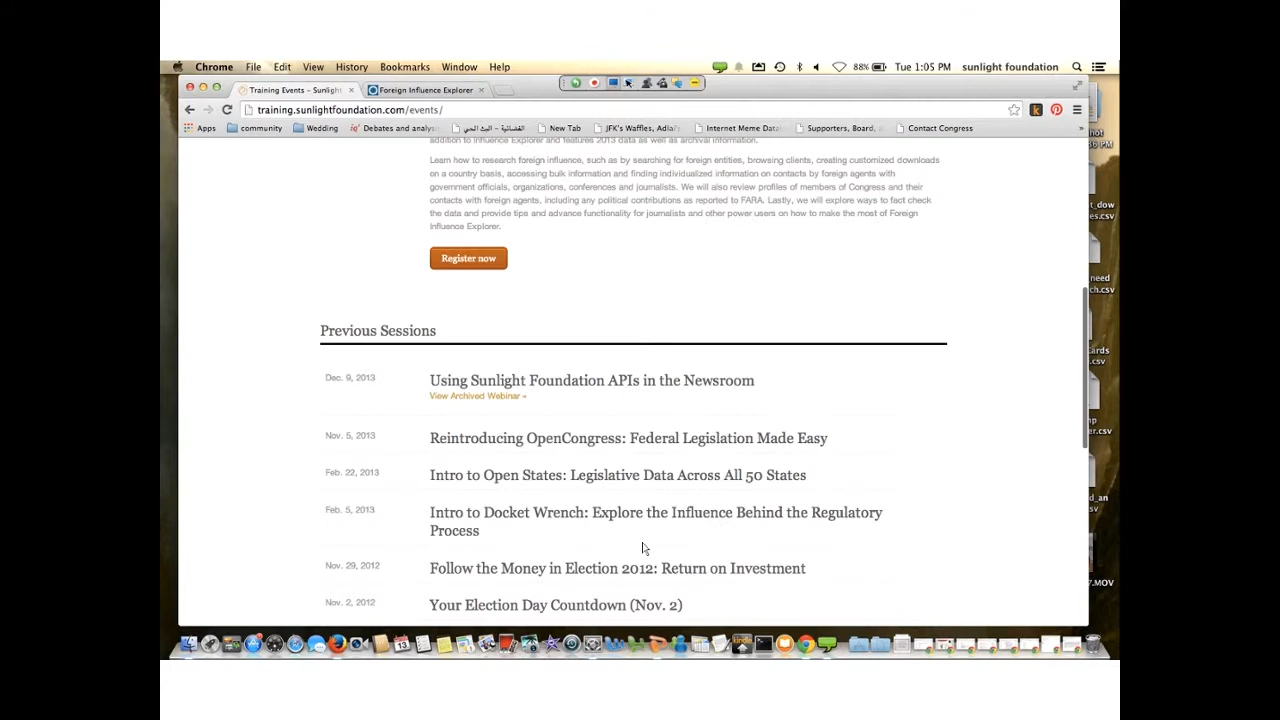 Chrome File Edit View History Bookmarks Window Help 88% Tue 1:05 PM sunlight foundation
Training Events - Sunlight Foreign Influence Explorer
training.sunlightfoundation.com/events/
Apps community Wedding Debates and analys الفضائية - البث الحي New Tab JFK's Waffles, Adlai Internet Meme Data Supporters, Board, Contact Congress »
addition to Influence Explorer and features 2013 data as well as archival information.
Learn how to research foreign influence, such as by searching for foreign entities, browsing clients, creating customized downloads
on a country basis, accessing bulk information and finding individualized information on contacts by foreign agents with
government officials, organizations, conferences and journalists. We will also review profiles of members of Congress and their
contacts with foreign agents, including any political contributions as reported to FARA. Lastly, we will explore ways to fact check
the data and provide tips and advance functionality for journalists and other power users on how to make the most of Foreign
Influence Explorer.
Register now
Previous Sessions
Dec. 9, 2013 Using Sunlight Foundation APIs in the Newsroom
View Archived Webinar »
Nov. 5, 2013 Reintroducing OpenCongress: Federal Legislation Made Easy
Feb. 22, 2013 Intro to Open States: Legislative Data Across All 50 States
Feb. 5, 2013 Intro to Docket Wrench: Explore the Influence Behind the Regulatory
Process
Nov. 29, 2012 Follow the Money in Election 2012: Return on Investment
Nov. 2, 2012 Your Election Day Countdown (Nov. 2)